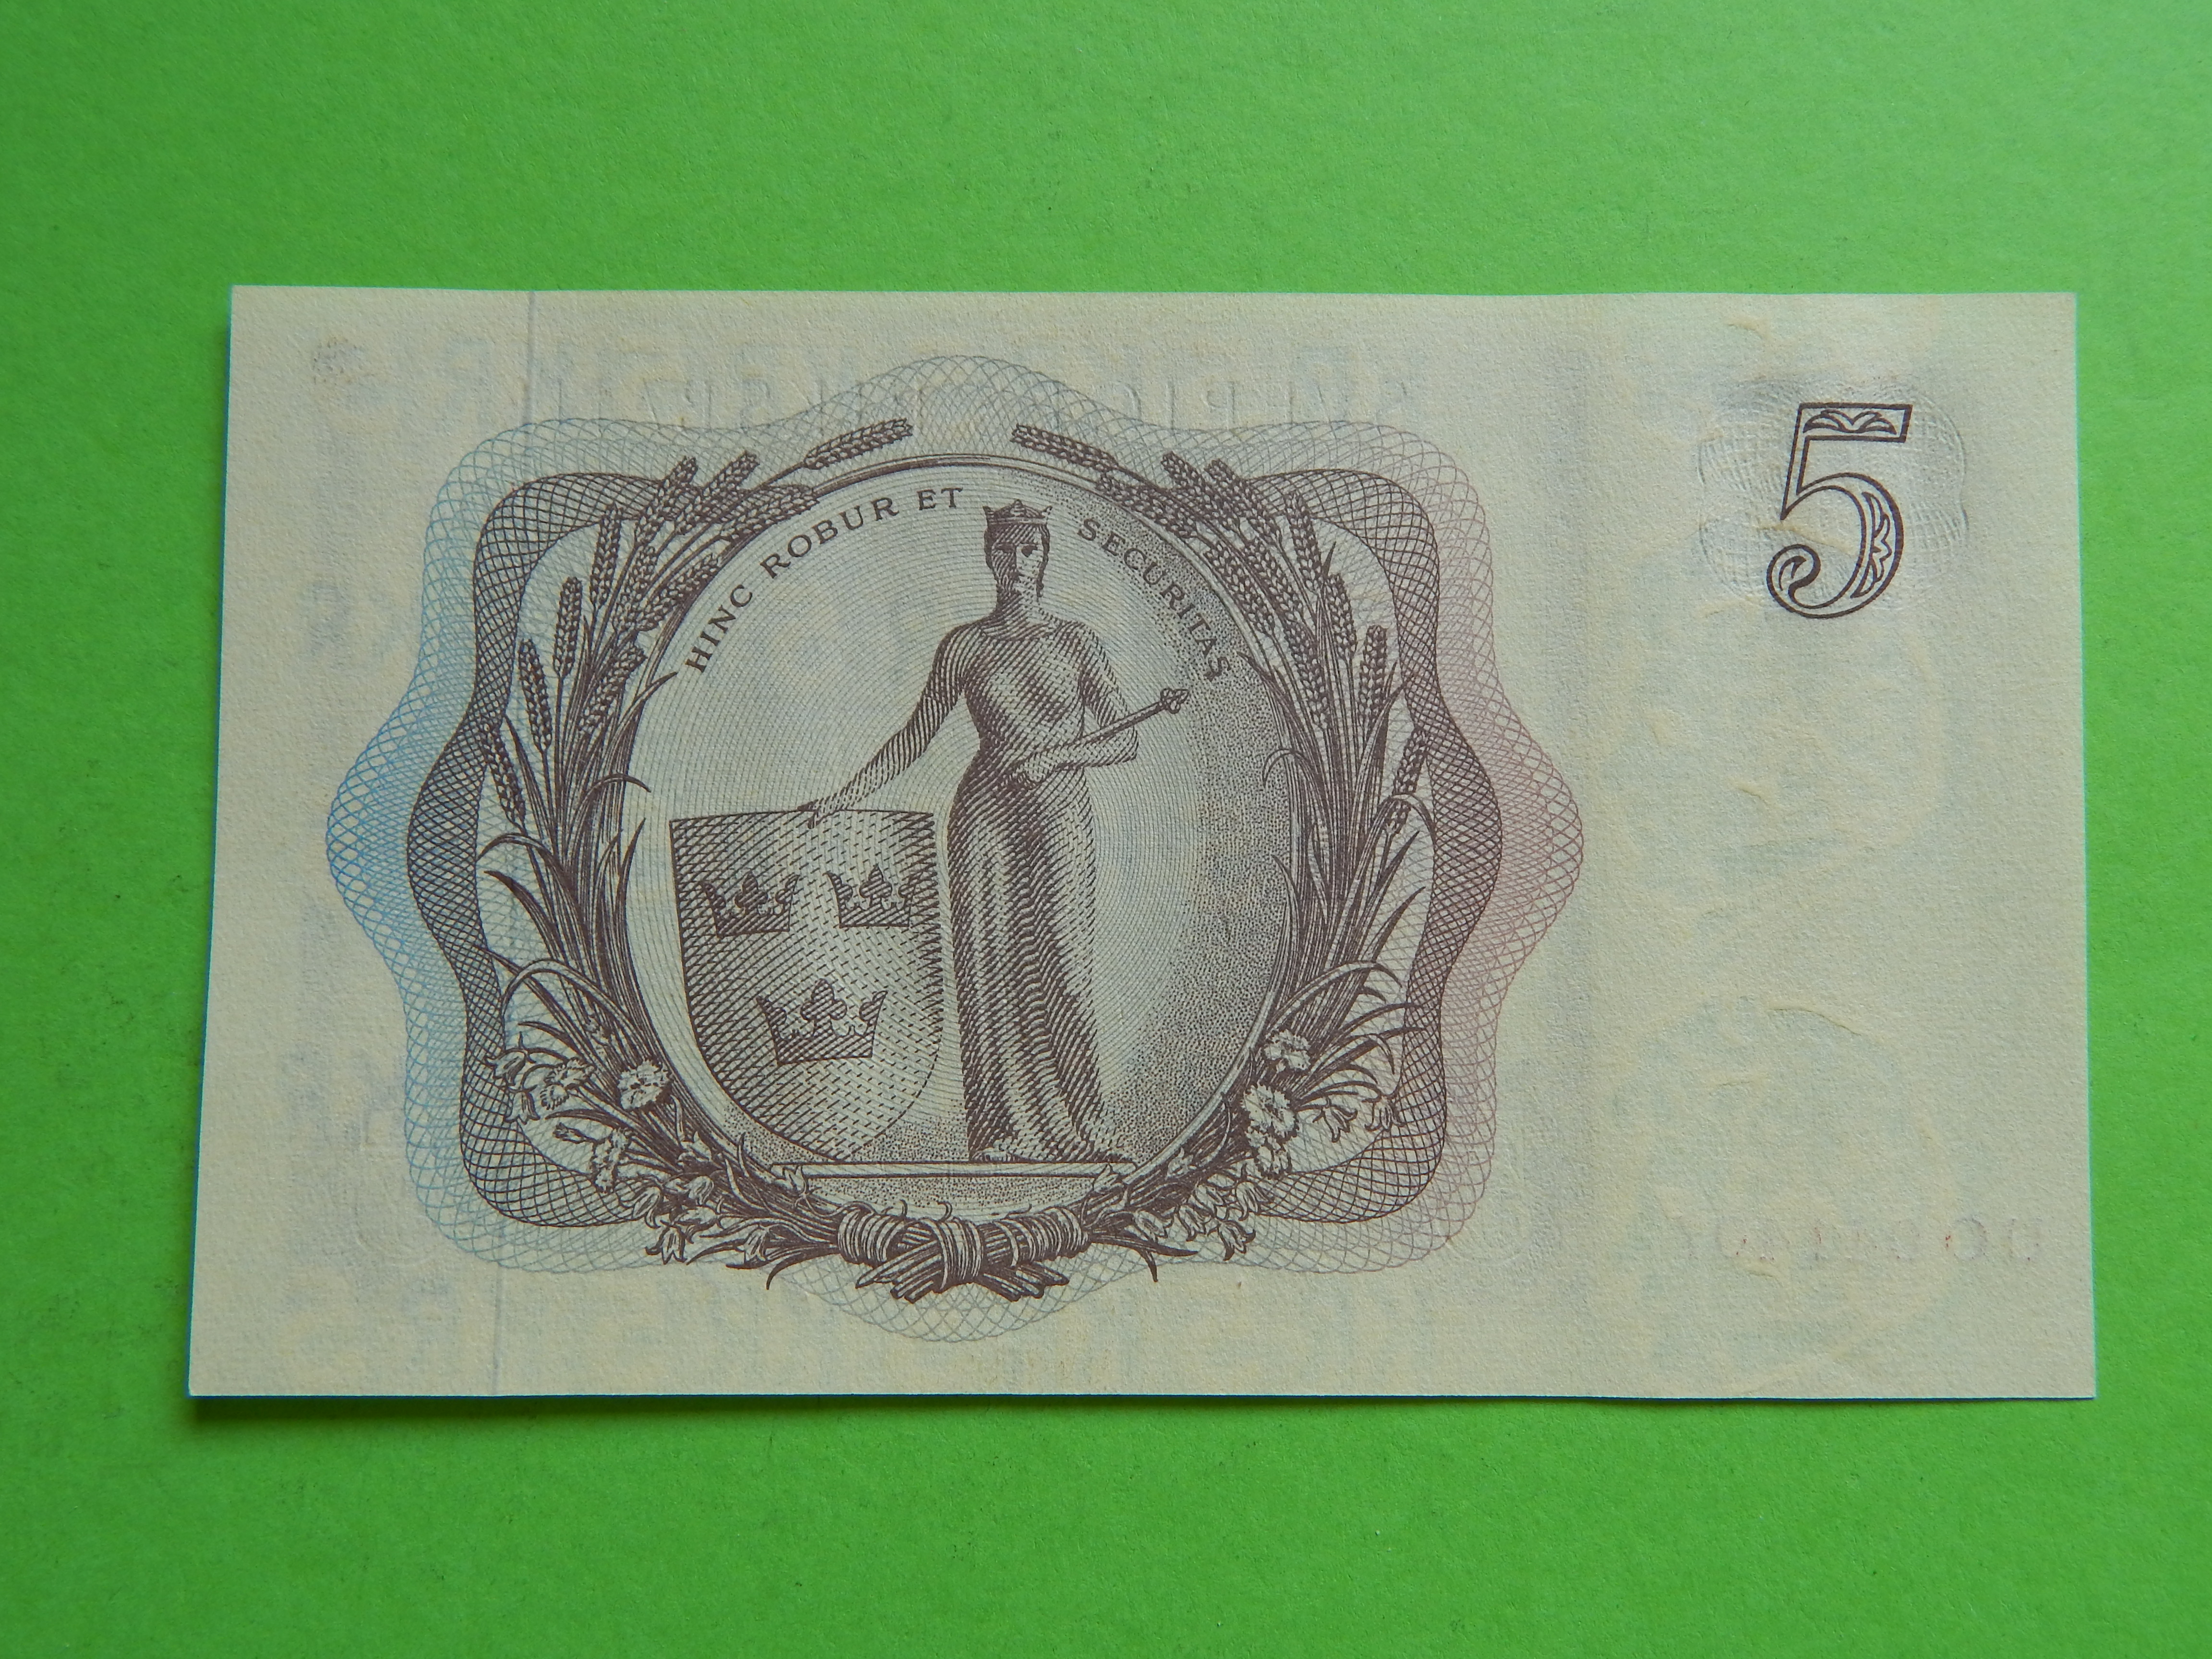 HINC ROBUR ET SECURITAS
5